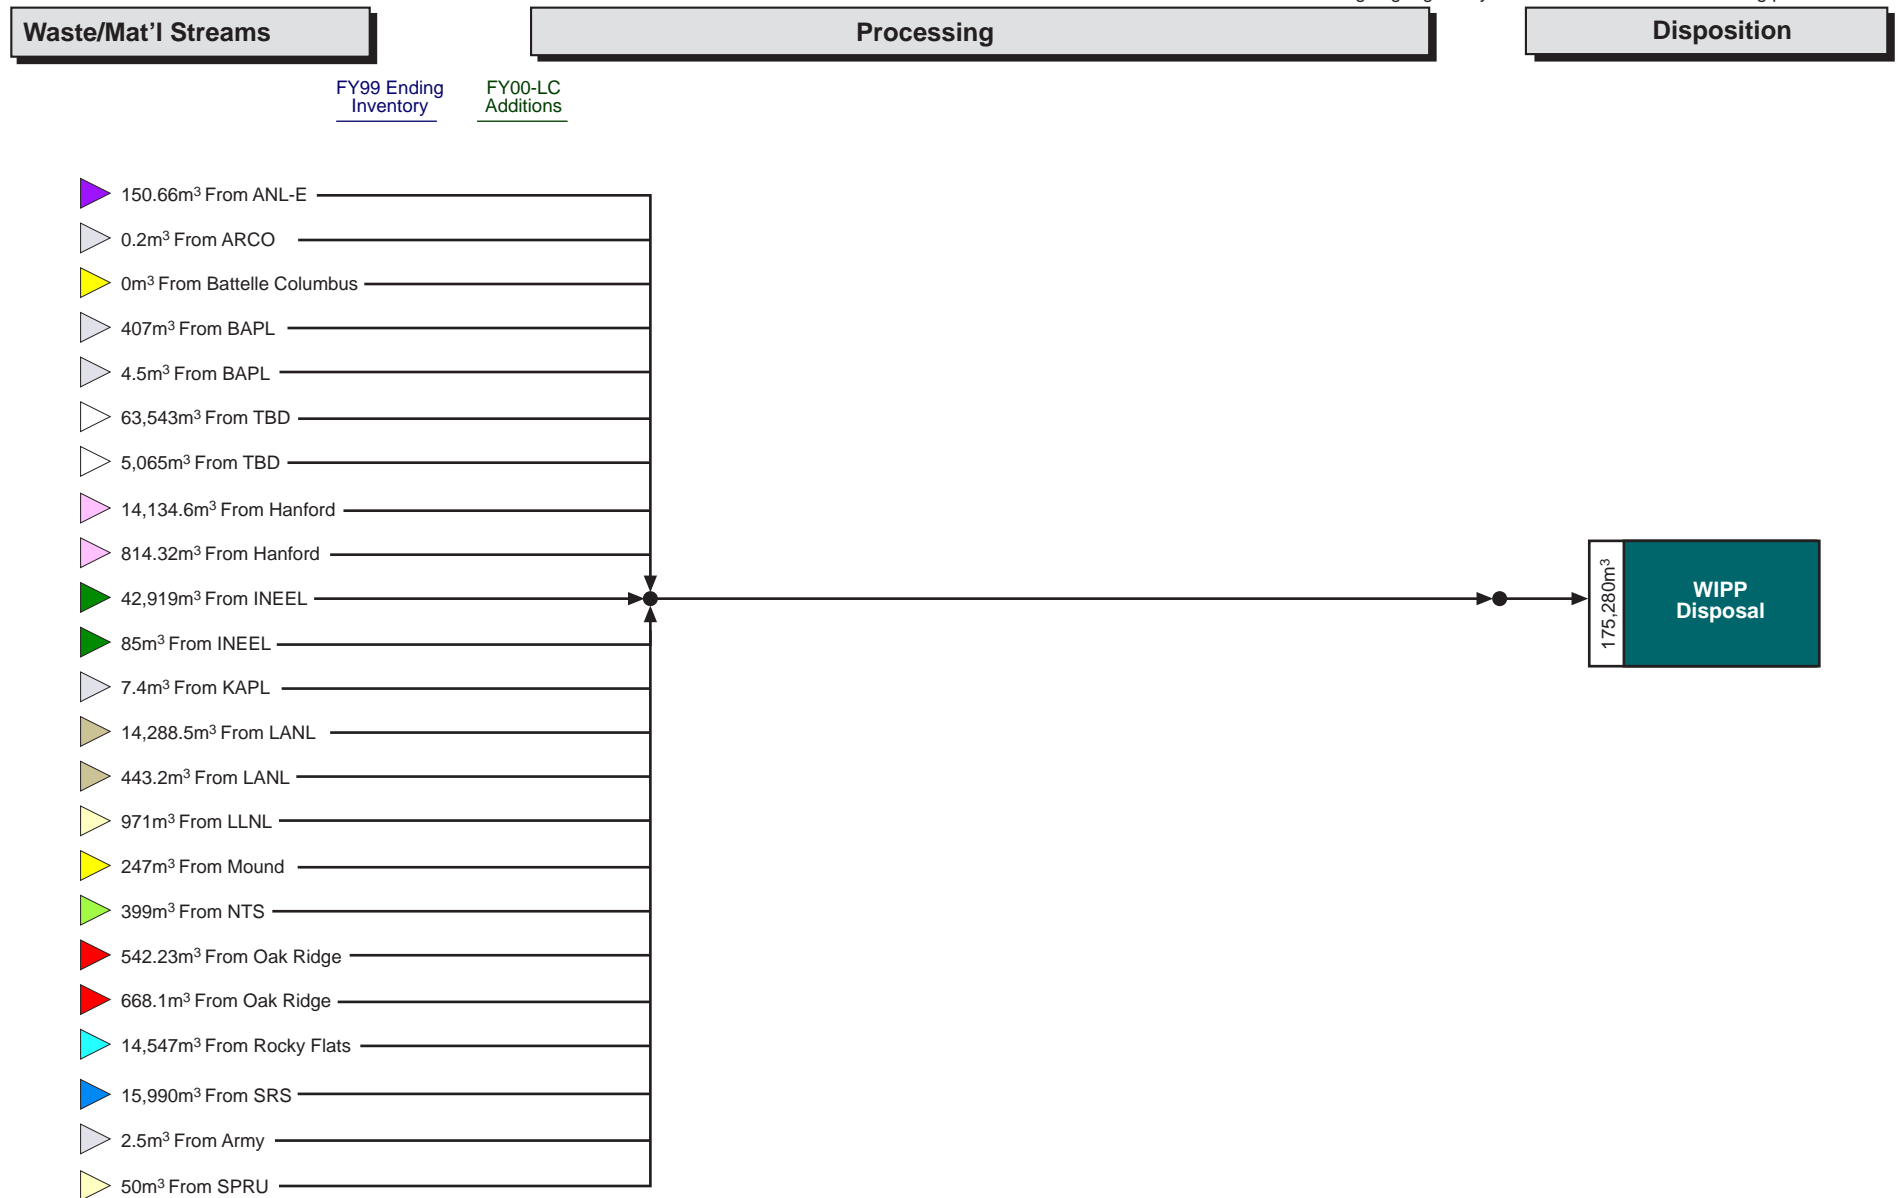 Waste/Mat’l Streams
Processing
Disposition
FY99 Ending
Inventory
FY00-LC
Additions
150.66m³ From ANL-E
0.2m³ From ARCO
0m³ From Battelle Columbus
407m³ From BAPL
4.5m³ From BAPL
63,543m³ From TBD
5,065m³ From TBD
14,134.6m³ From Hanford
814.32m³ From Hanford
42,919m³ From INEEL
85m³ From INEEL
7.4m³ From KAPL
14,288.5m³ From LANL
443.2m³ From LANL
971m³ From LLNL
247m³ From Mound
399m³ From NTS
542.23m³ From Oak Ridge
668.1m³ From Oak Ridge
14,547m³ From Rocky Flats
15,990m³ From SRS
2.5m³ From Army
50m³ From SPRU
175,280m³
WIPP
Disposal